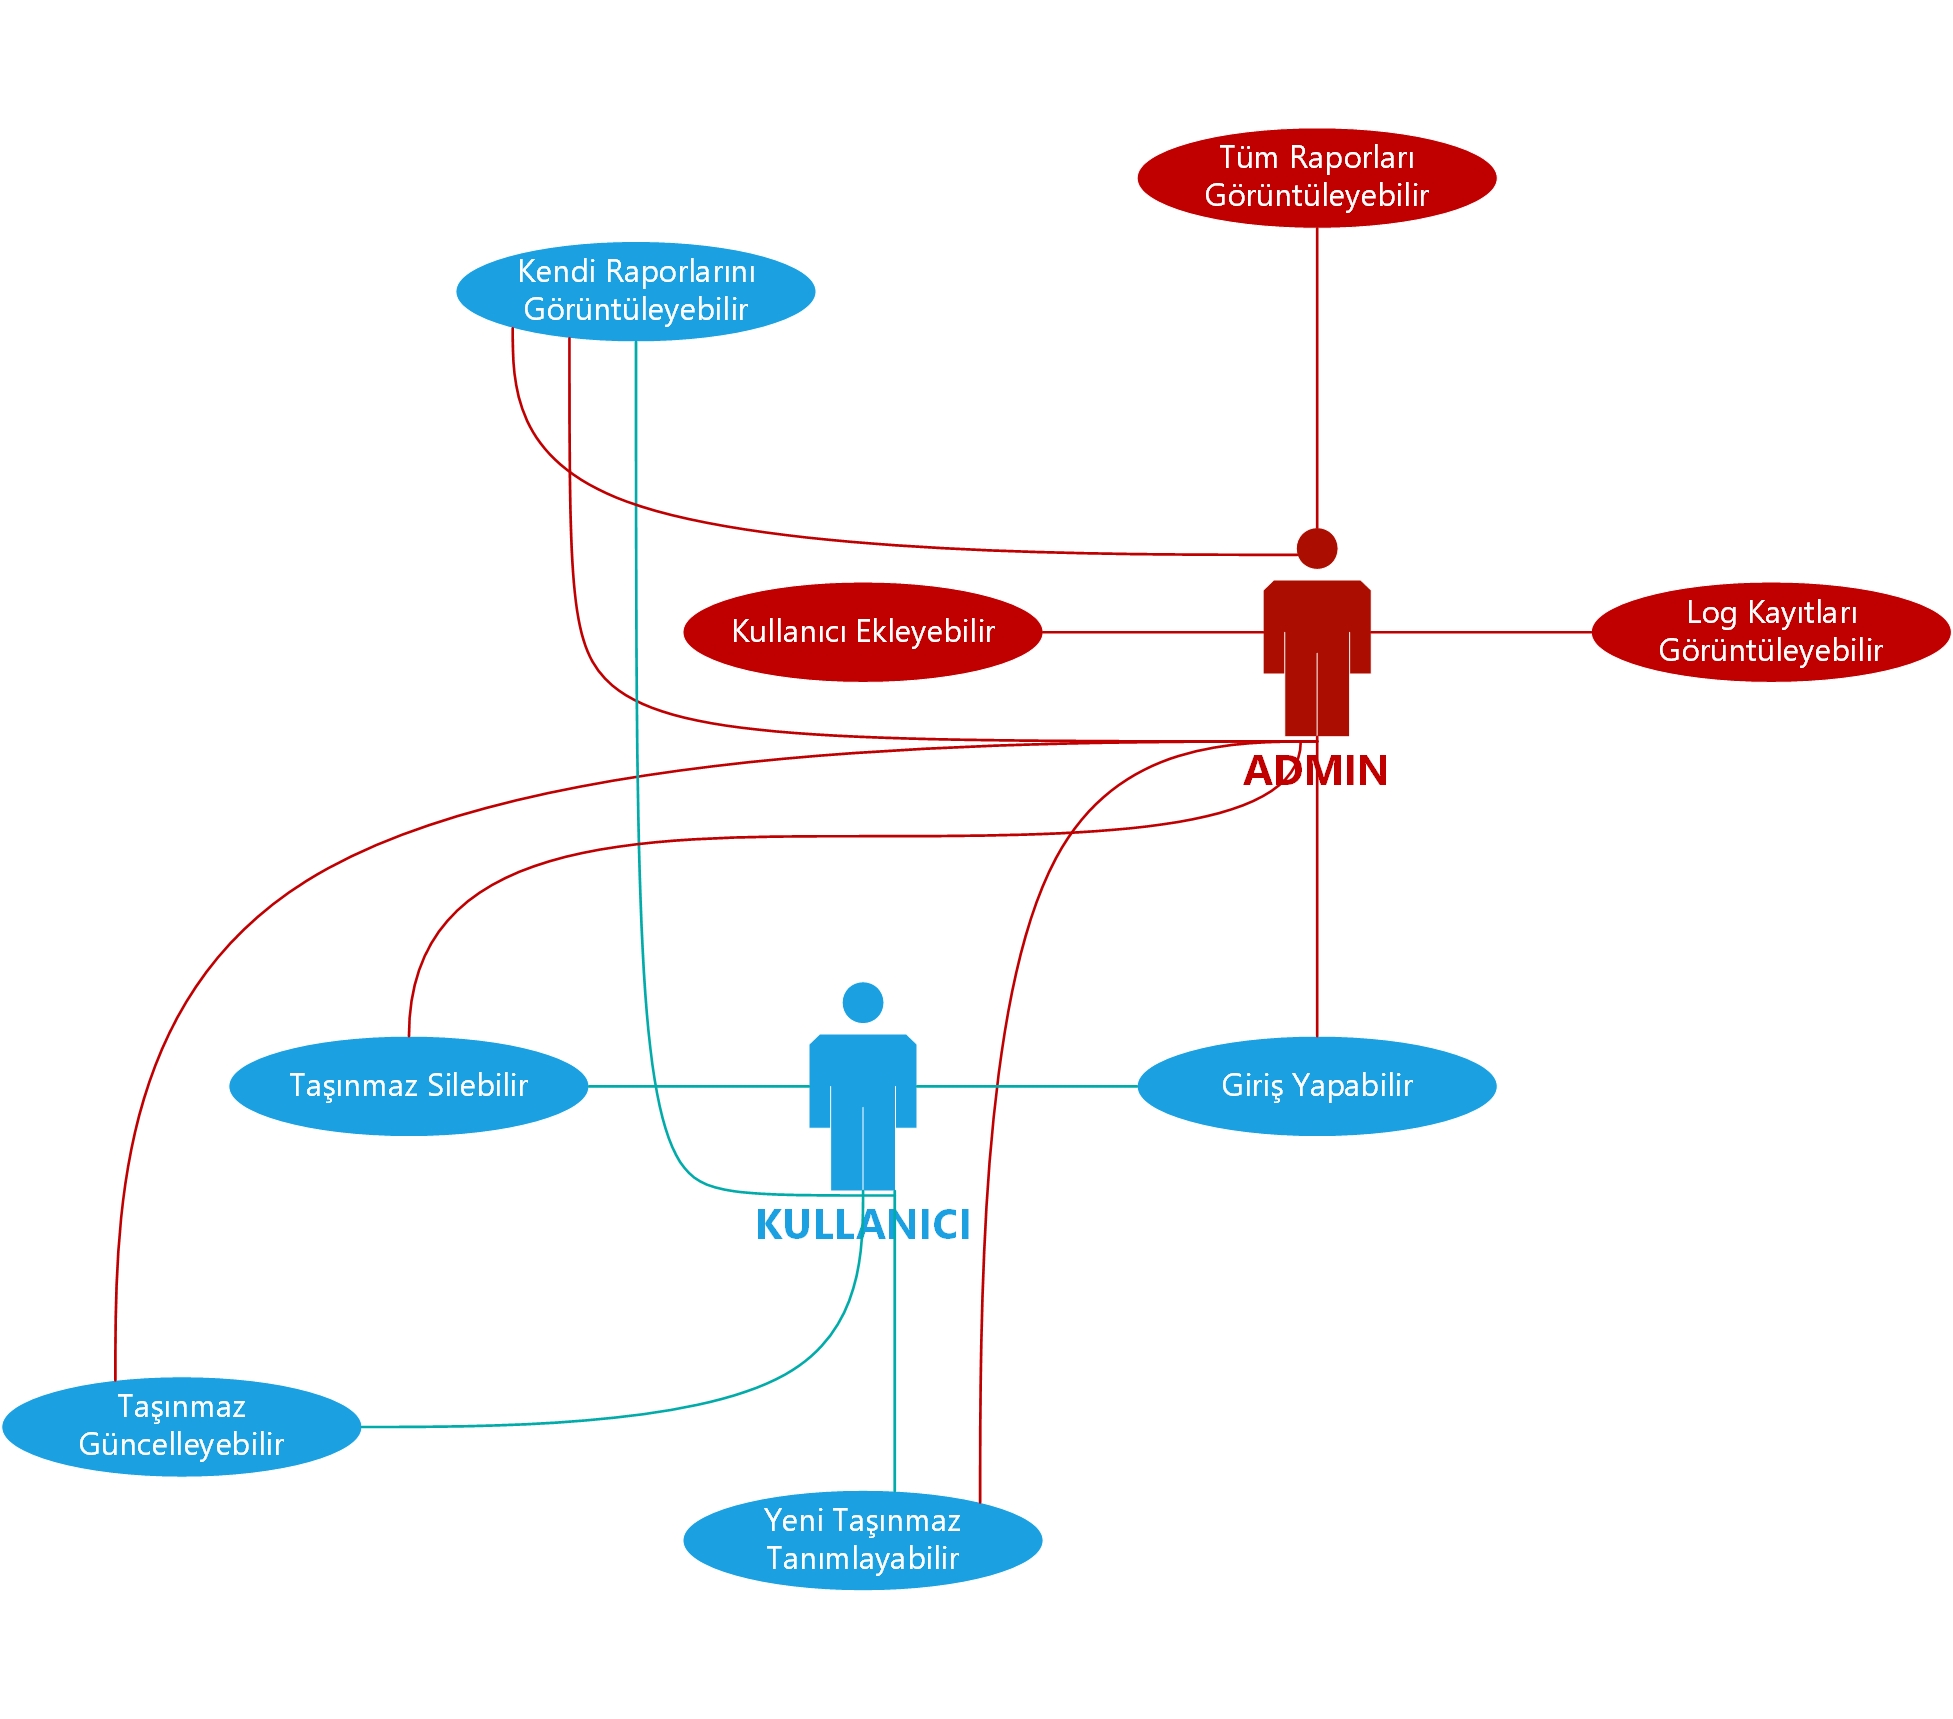 Tüm Raporları
Görüntüleyebilir
Kendi Raporlarını
Görüntüleyebilir
Kullanıcı Ekleyebilir
Log Kayıtları
Görüntüleyebilir
ADMIN
Taşınmaz Silebilir
Giriş Yapabilir
KULLANICI
Taşınmaz
Güncelleyebilir
Yeni Taşınmaz
Tanımlayabilir